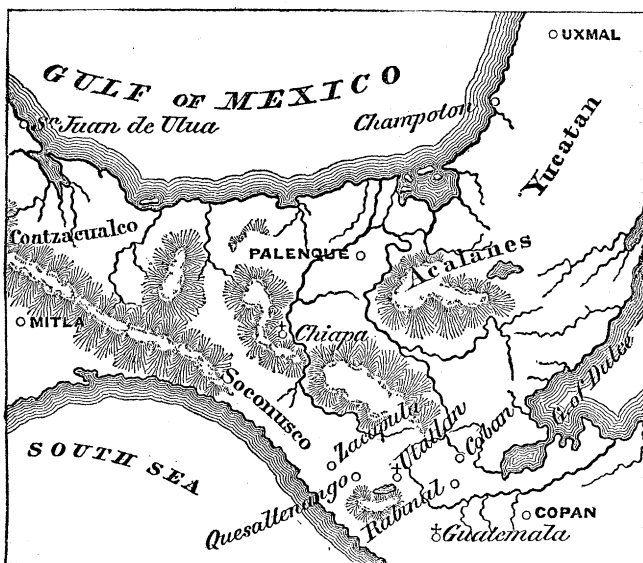 UXMAL
GULF OF MEXICO
Sn. Juan de Ulua
Champoton
Yucatan
Contzacualco
PALENQUE
Acalanes
MITLA
Chiapa
Soconusco
G. of Dulce
SOUTH SEA
Zacapula
Utatlan
Coban
Quesaltenango
Rabinal
COPAN
Guatemala